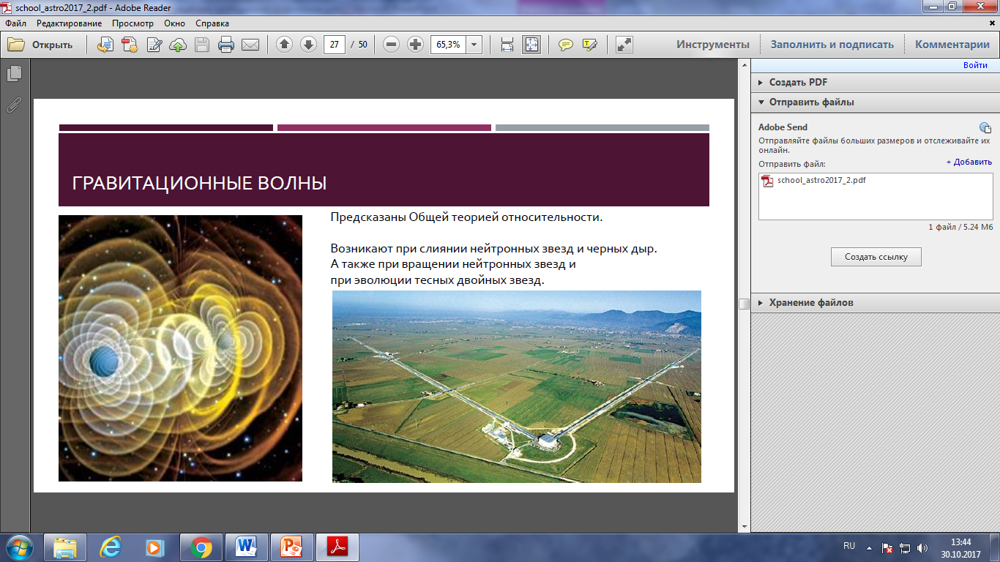 school_astro2017_2.pdf - Adobe Reader
Файл Редактирование Просмотр Окно Справка
Открыть 27 / 50 65,3% Инструменты Заполнить и подписать Комментарии
Войти
Создать PDF
Отправить файлы
Adobe Send
Отправляйте файлы больших размеров и отслеживайте их
онлайн.
Отправить файл: + Добавить
school_astro2017_2.pdf
1 файл / 5.24 Мб
Создать ссылку
Хранение файлов
ГРАВИТАЦИОННЫЕ ВОЛНЫ
Предсказаны Общей теорией относительности.
Возникают при слиянии нейтронных звезд и черных дыр.
А также при вращении нейтронных звезд и
при эволюции тесных двойных звезд.
RU 13:44
30.10.2017